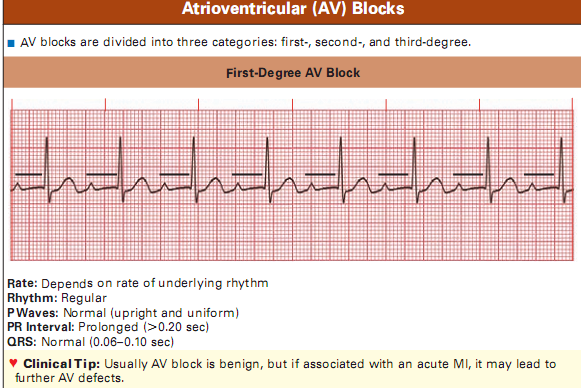 Atrioventricular (AV) Blocks
AV blocks are divided into three categories: first-, second-, and third-degree.
First-Degree AV Block
Rate: Depends on rate of underlying rhythm
Rhythm: Regular
P Waves: Normal (upright and uniform)
PR Interval: Prolonged (>0.20 sec)
QRS: Normal (0.06–0.10 sec)
♥ Clinical Tip: Usually AV block is benign, but if associated with an acute MI, it may lead to
further AV defects.